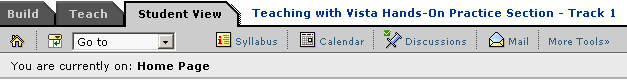 Build Teach Student View Teaching with Vista Hands-On Practice Section - Track 1
Go to Syllabus Calendar Discussions Mail More Tools»
You are currently on: Home Page